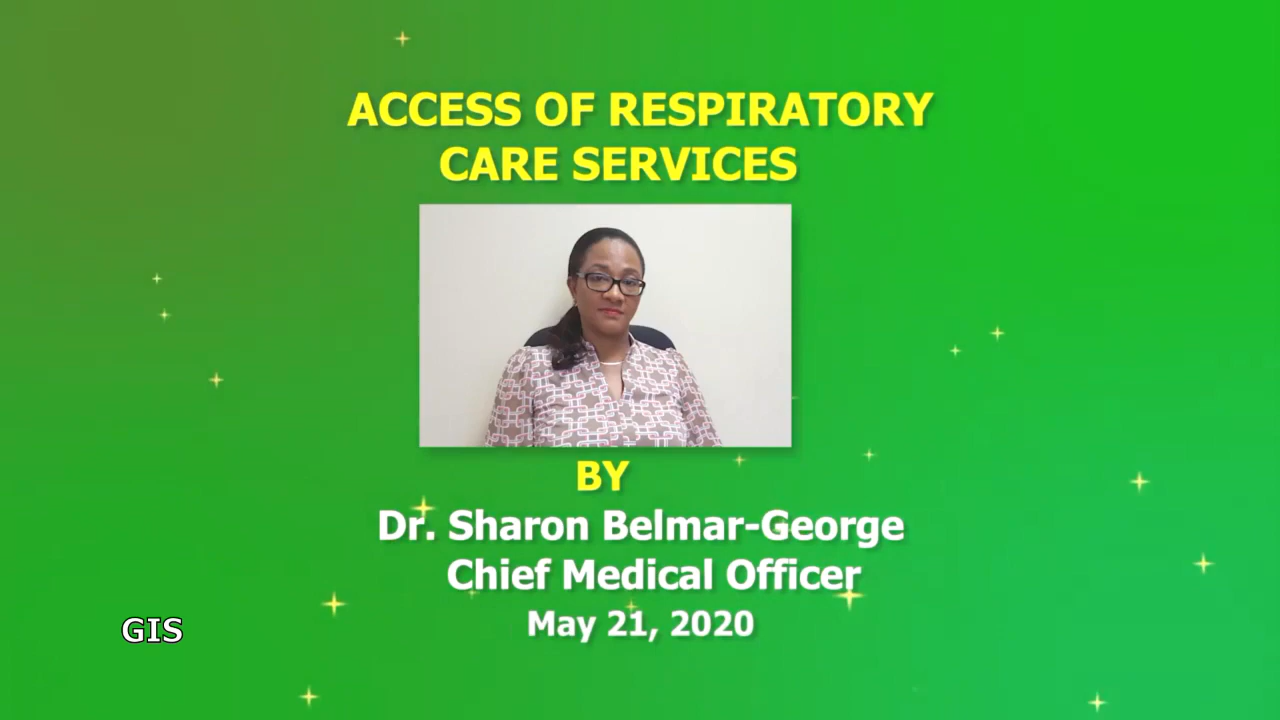 ACCESS OF RESPIRATORY
CARE SERVICES
BY
Dr. Sharon Belmar-George
Chief Medical Officer
May 21, 2020
GIS